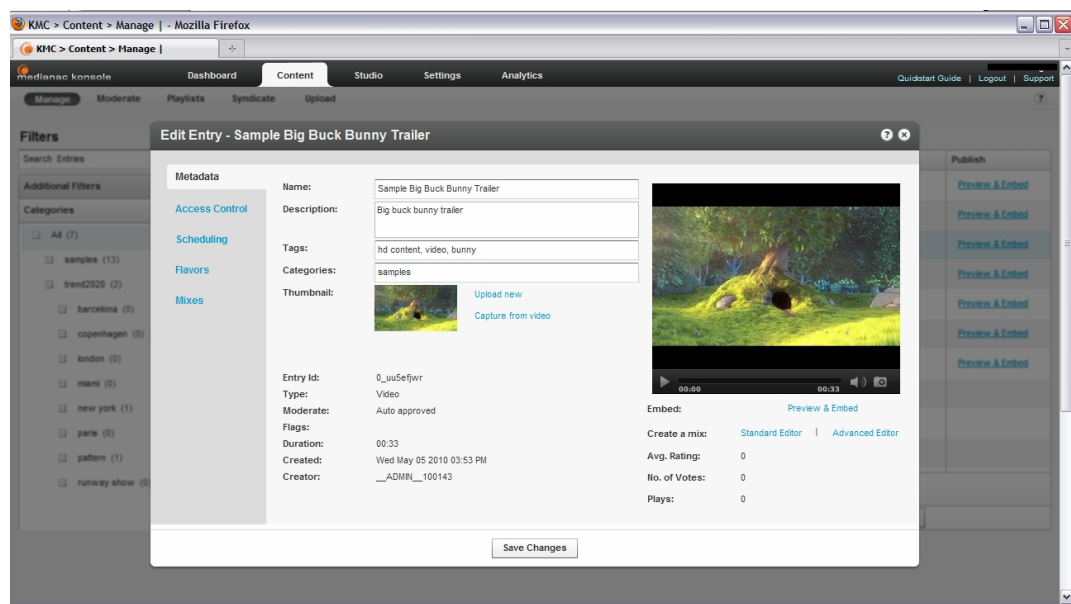 KMC > Content > Manage | - Mozilla Firefox
KMC > Content > Manage |
medianac konsole
Dashboard Content Studio Settings Analytics
Quickstart Guide | Logout | Support
Manage Moderate Playlists Syndicate Upload ?
Filters
Search Entries
Additional Filters
Categories
All (7)
samples (13)
trend2020 (2)
barcelona (0)
copenhagen (0)
london (0)
miami (0)
new york (1)
paris (0)
pattern (1)
runway show (0)
Edit Entry - Sample Big Buck Bunny Trailer ?
Metadata
Access Control
Scheduling
Flavors
Mixes
Name: Sample Big Buck Bunny Trailer
Description: Big buck bunny trailer
Tags: hd content, video, bunny
Categories: samples
Thumbnail: Upload new
Capture from video
Entry Id: 0_uu5efjwr
Type: Video
Moderate: Auto approved
Flags:
Duration: 00:33
Created: Wed May 05 2010 03:53 PM
Creator: __ADMIN__100143
00:00 00:33
Embed: Preview & Embed
Create a mix: Standard Editor | Advanced Editor
Avg. Rating: 0
No. of Votes: 0
Plays: 0
Save Changes
Publish
Preview & Embed
Preview & Embed
Preview & Embed
Preview & Embed
Preview & Embed
Preview & Embed
Preview & Embed